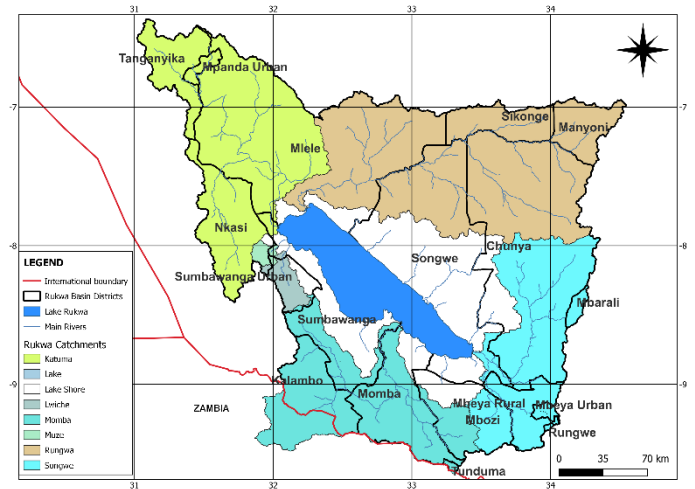 31
32
33
34
Tanganyika
Mpanda Urban
-7
-7
Sikonge
Manyoni
Mlele
Nkasi
-8
-8
Songwe
Chunya
LEGEND
International boundary
Rukwa Basin Districts
Lake Rukwa
Main Rivers
Rukwa Catchments
Katuma
Lake
Lake Shore
Lwiche
Momba
Muze
Rungwa
Songwe
Sumbawanga Urban
Mbarali
Sumbawanga
Kalambo
-9
-9
Momba
ZAMBIA
Mbeya Rural
Mbeya Urban
Mbozi
Rungwe
Tunduma
0 35 70 km
31
32
33
34